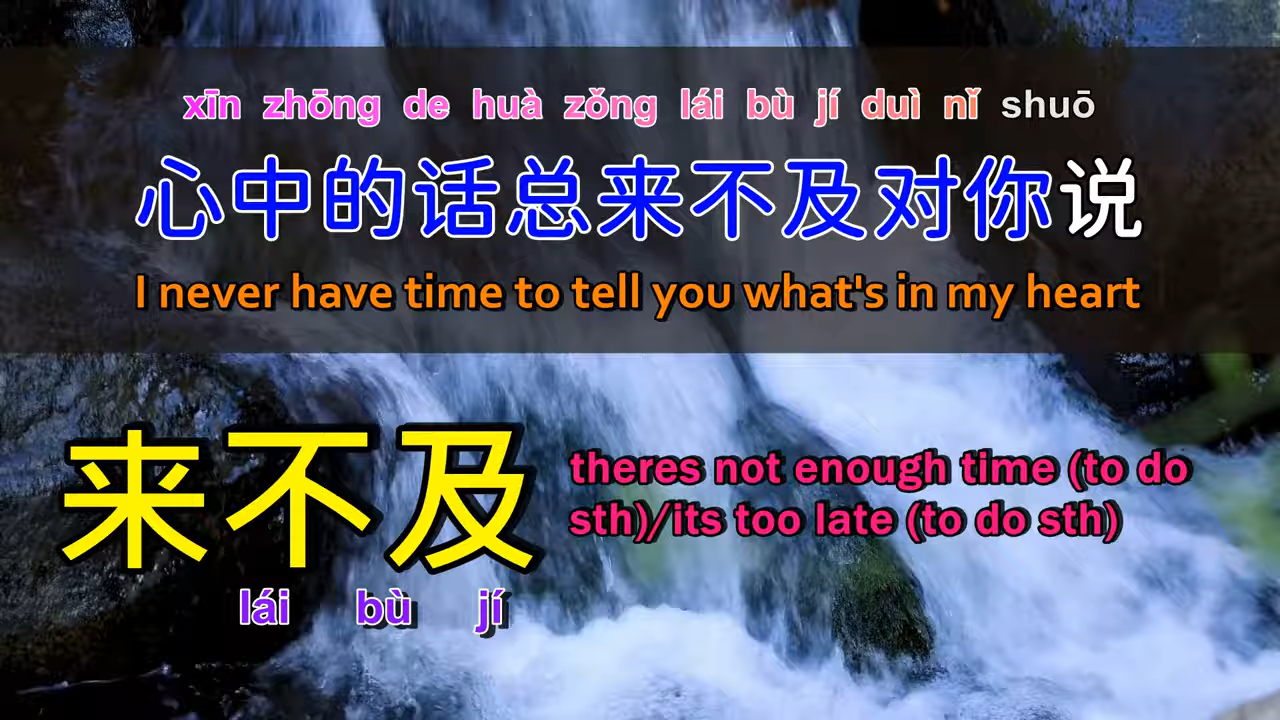 xīn zhōng de huà zǒng lái bù jí duì nǐ shuō
心中的话总来不及对你说
I never have time to tell you what's in my heart
来不及
lái bù jí
theres not enough time (to do
sth)/its too late (to do sth)